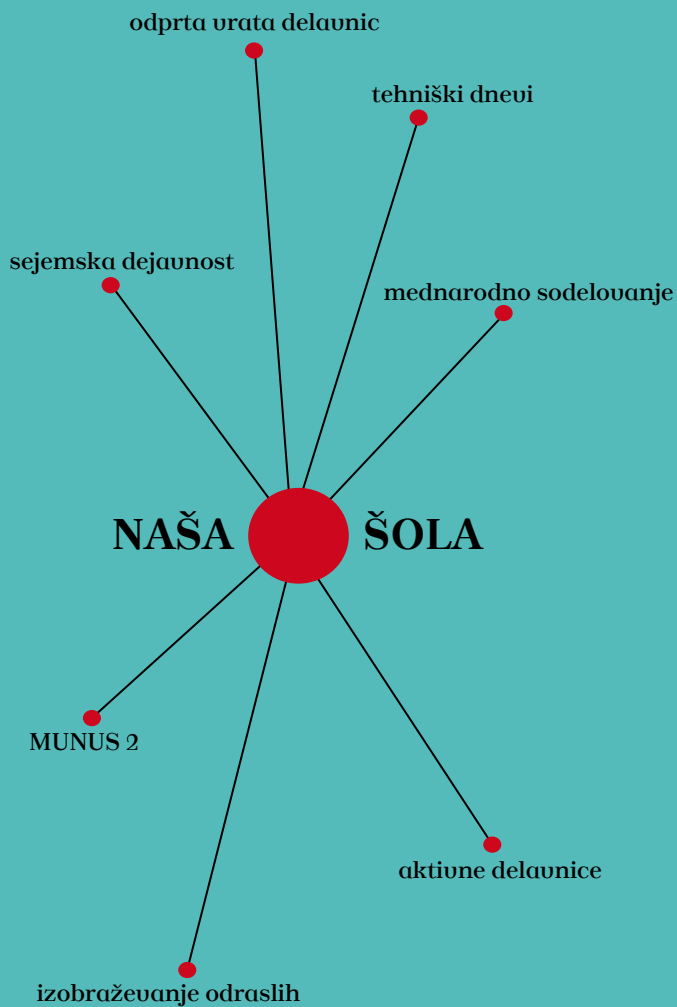 odprta vrata delavnic
tehniški dnevi
sejemska dejavnost
mednarodno sodelovanje
NAŠA ŠOLA
MUNUS 2
aktivne delavnice
izobraževanje odraslih